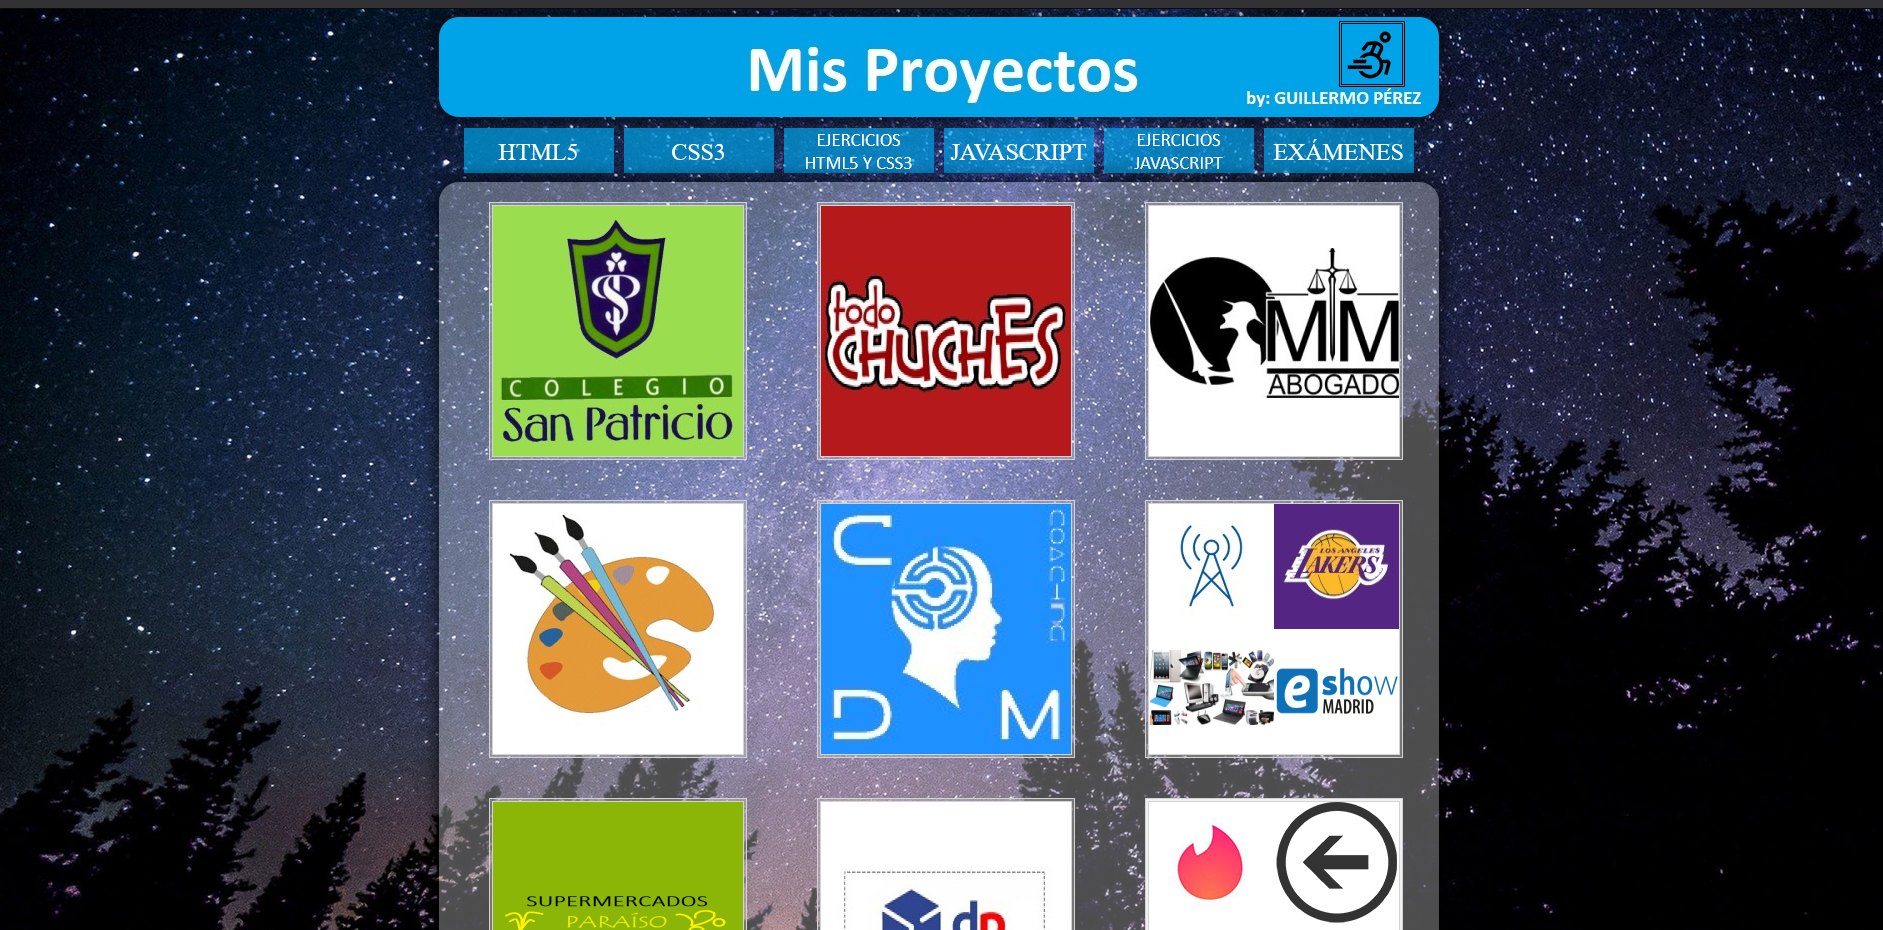 Mis Proyectos
by: GUILLERMO PÉREZ
HTML5
CSS3
EJERCICIOS
HTML5 Y CSS3
JAVASCRIPT
EJERCICIOS
JAVASCRIPT
EXÁMENES
COLEGIO
San Patricio
todo
CHUCHES
MM
ABOGADO
C
COACHING
D M
LOS ANGELES
LAKERS
e show
MADRID
SUPERMERCADOS
PARAÍSO